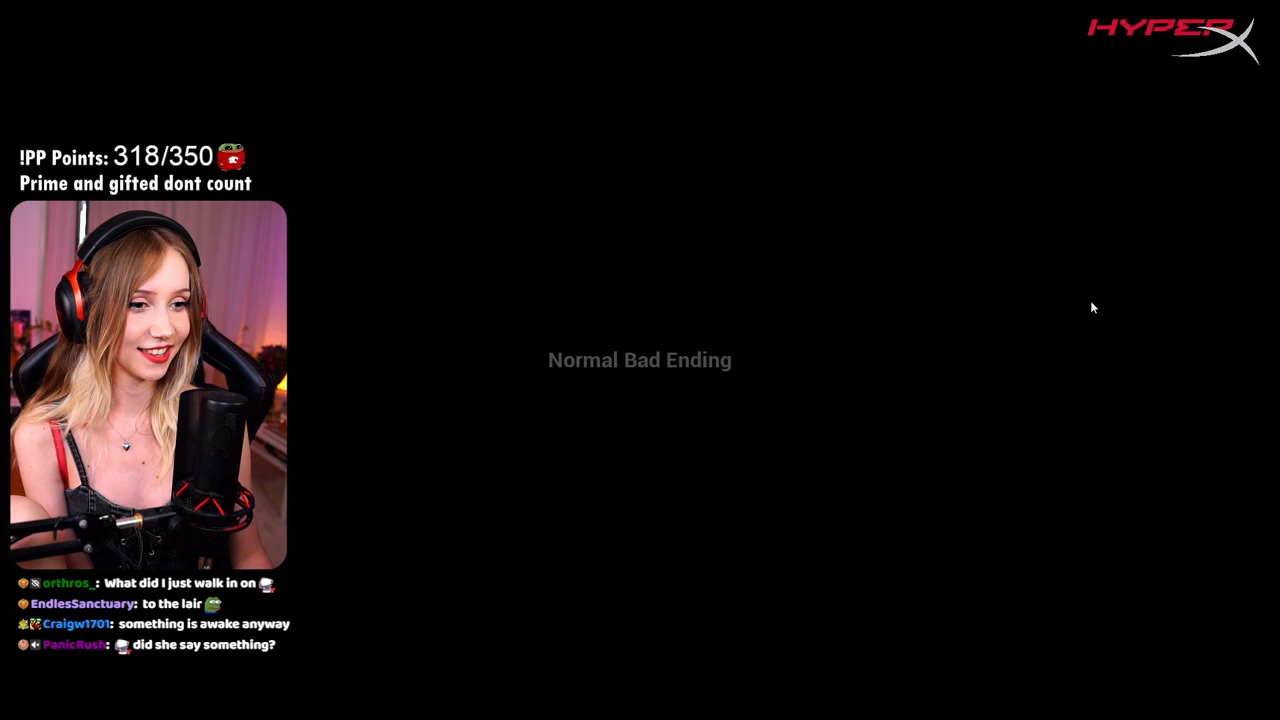 HYPERX
!PP Points: 318/350
Prime and gifted dont count
Normal Bad Ending
orthros_: What did I just walk in on
EndlesSanctuary: to the lair
Craigw1701: something is awake anyway
PanicRush: did she say something?